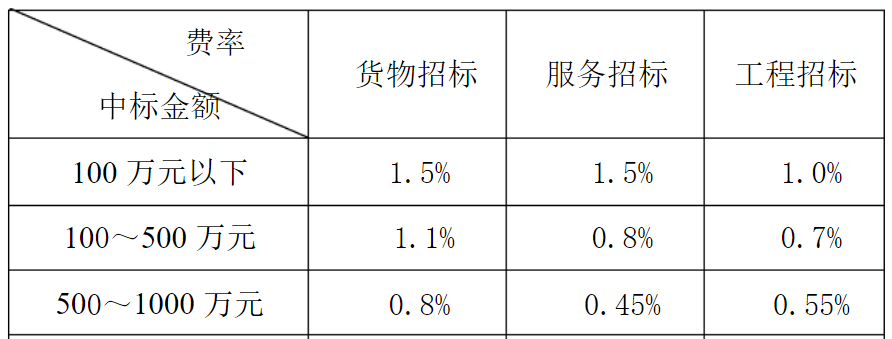 费率
中标金额
货物招标 服务招标 工程招标
100 万元以下 1.5% 1.5% 1.0%
100～500 万元 1.1% 0.8% 0.7%
500～1000 万元 0.8% 0.45% 0.55%